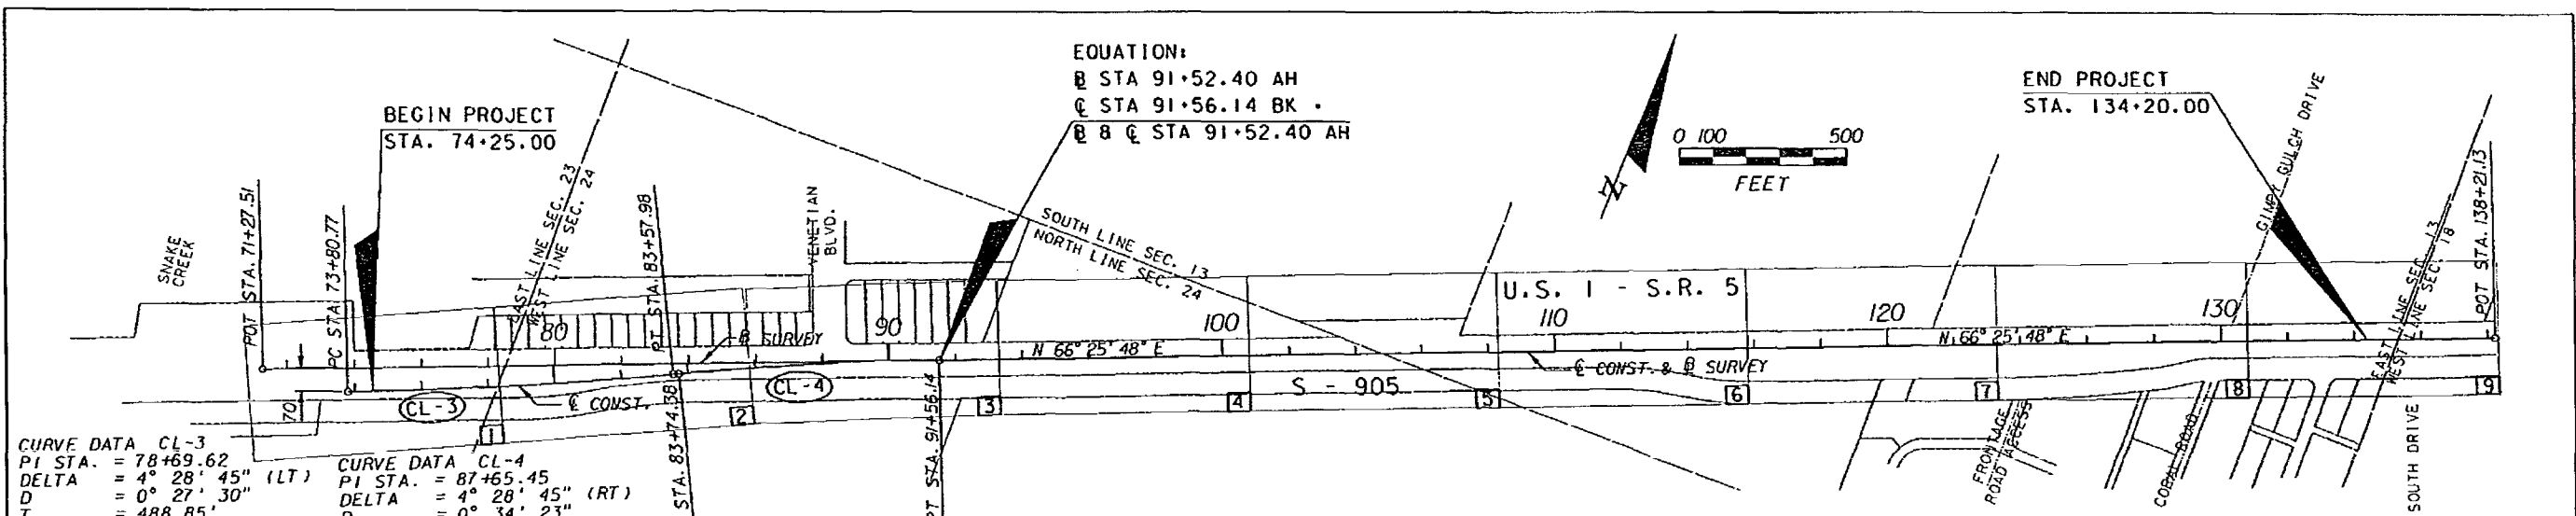 EQUATION:
B STA 91+52.40 AH
℄ STA 91+56.14 BK
B & ℄ STA 91+52.40 AH
BEGIN PROJECT
STA. 74+25.00
END PROJECT
STA. 134+20.00
0 100 500
FEET
N
SNAKE
CREEK
POT STA. 71+27.51
PC STA. 73+80.77
EAST LINE SEC. 23
WEST LINE SEC. 24
PT STA. 83+57.98
VENETIAN
BLVD.
SOUTH LINE SEC. 13
NORTH LINE SEC. 24
GIMPY GULCH DRIVE
EAST LINE SEC. 13
WEST LINE SEC. 18
POT STA. 138+21.13
U.S. 1 - S.R. 5
80
90
100
110
120
130
B SURVEY
N 66° 25' 48" E
℄ CONST. & B SURVEY
N 66° 25' 48" E
70
CL-3
℄ CONST.
CL-4
S - 905
1
2
3
4
5
6
7
8
9
STA. 83+74.38
PT STA. 91+56.14
FRONTAGE
ROAD ACCESS
ROAD
SOUTH DRIVE
CURVE DATA CL-3
PI STA. = 78+69.62
DELTA = 4° 28' 45" (LT)
D = 0° 27' 30"
T = 488.85'
CURVE DATA CL-4
PI STA. = 87+65.45
DELTA = 4° 28' 45" (RT)
D = 0° 34' 23"